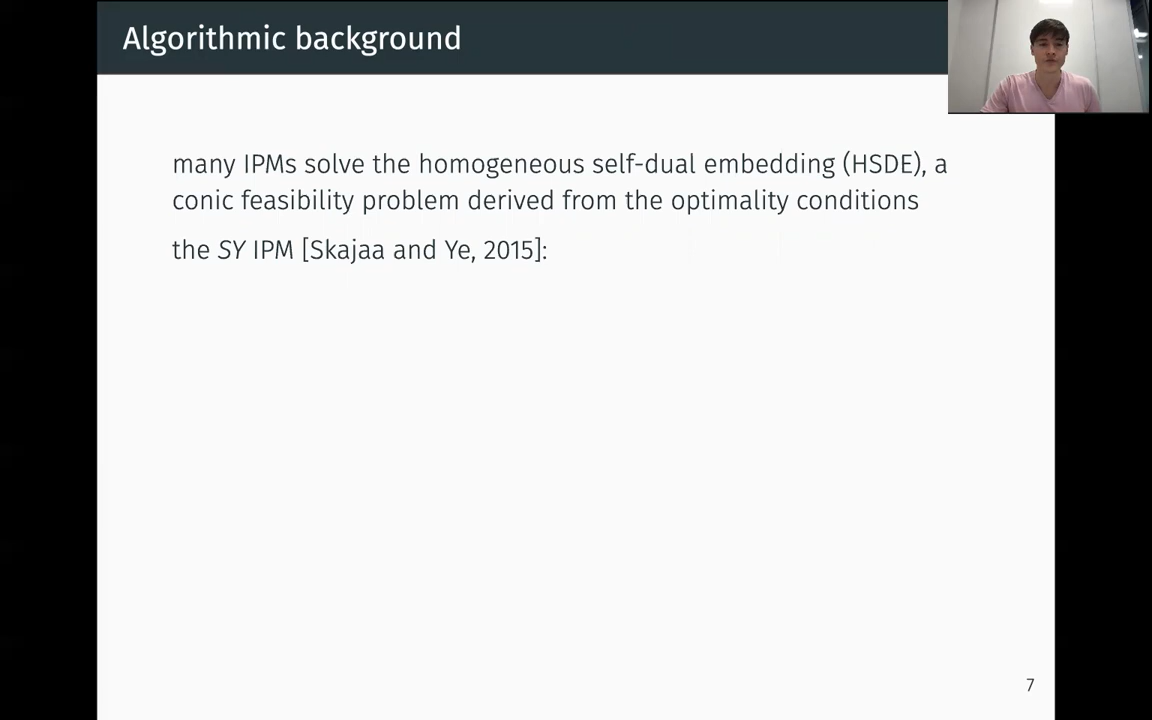 Algorithmic background
many IPMs solve the homogeneous self-dual embedding (HSDE), a
conic feasibility problem derived from the optimality conditions
the SY IPM [Skajaa and Ye, 2015]:
7